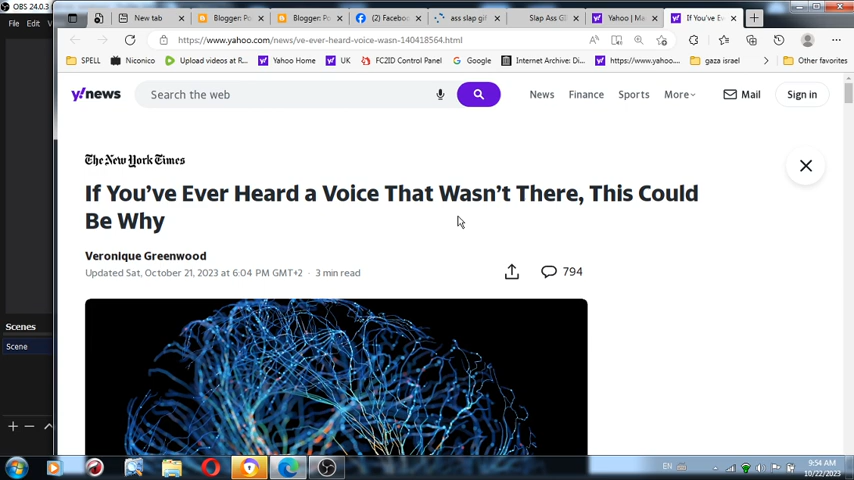 OBS 24.0.3
File Edit
New tab
Blogger: Po
Blogger: Po
(2) Faceboo
ass slap gif
Slap Ass GI
Yahoo | Ma
If You've Ev
https://www.yahoo.com/news/ve-ever-heard-voice-wasn-140418564.html
SPELL
Niconico
Upload videos at R...
Yahoo Home
UK
FC2ID Control Panel
Google
Internet Archive: Di...
https://www.yahoo....
gaza israel
Other favorites
y!news
Search the web
News
Finance
Sports
More
Mail
Sign in
The New York Times
If You've Ever Heard a Voice That Wasn't There, This Could
Be Why
Veronique Greenwood
Updated Sat, October 21, 2023 at 6:04 PM GMT+2 · 3 min read
794
Scenes
Scene
EN
9:54 AM
10/22/2023